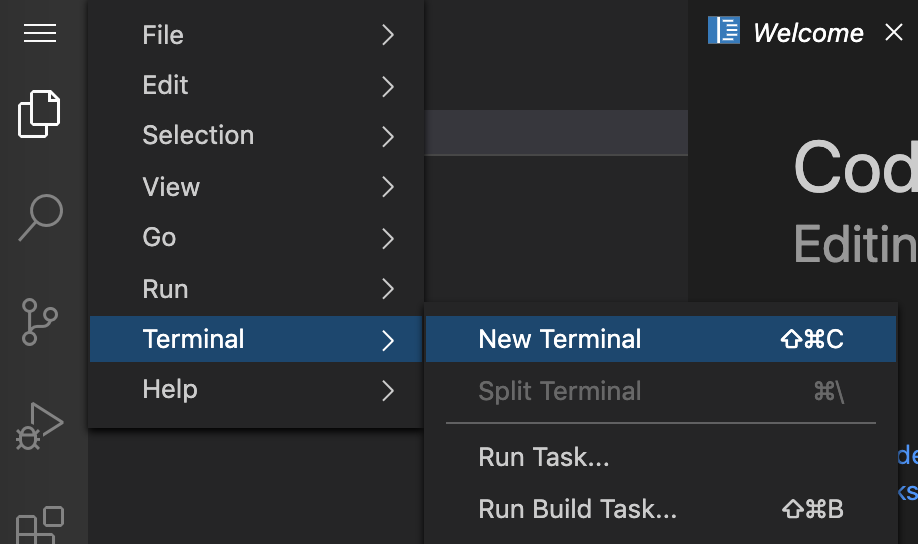 File
Edit
Selection
View
Go
Run
Terminal
Help
Welcome
Cod
Editin
New Terminal ⇧⌘C
Split Terminal ⌘\
Run Task...
Run Build Task... ⇧⌘B
de
ks